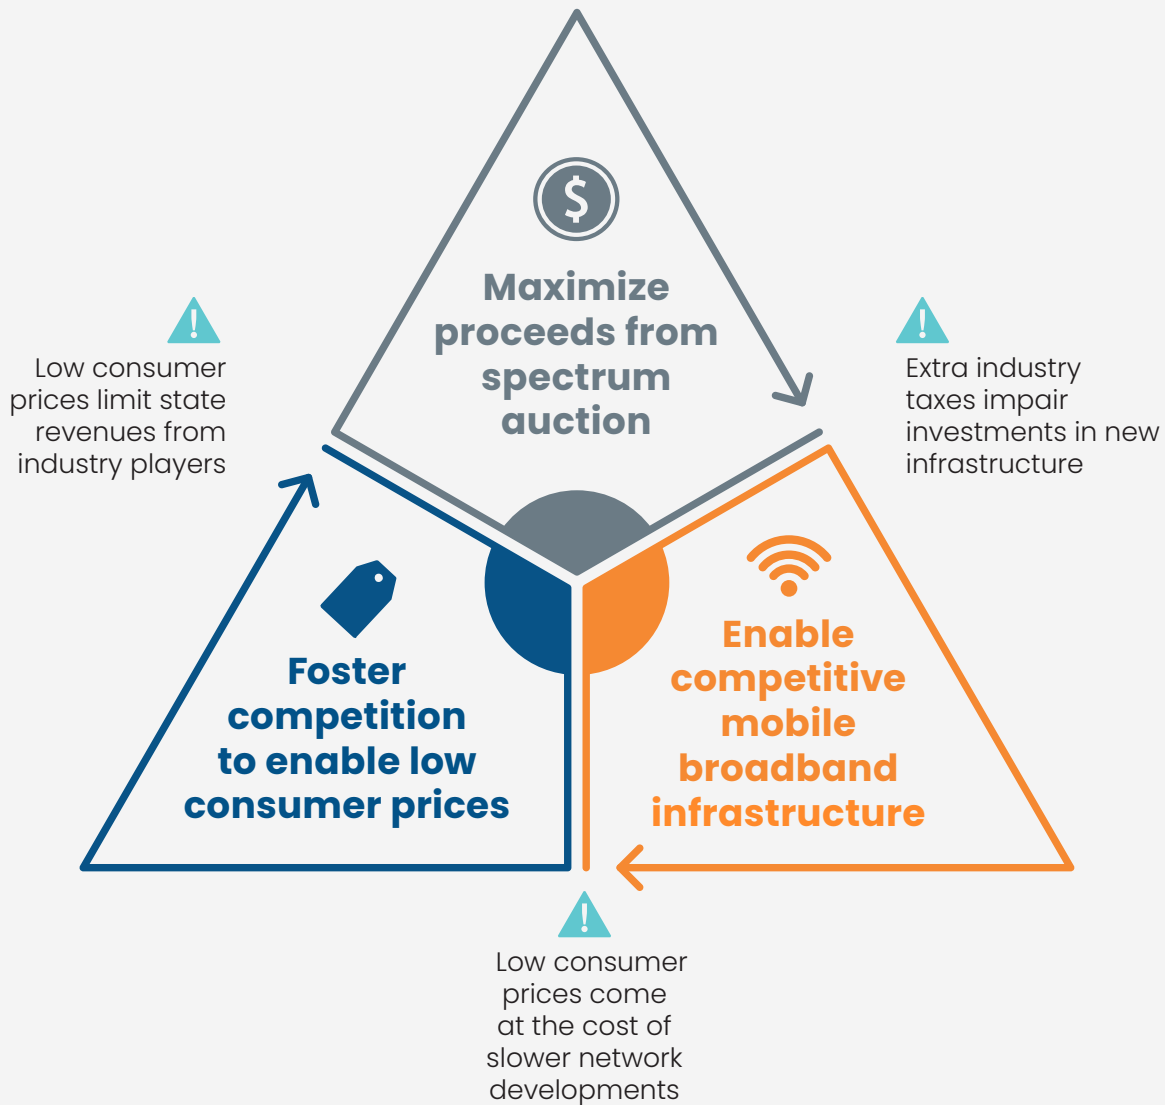 $
Maximize
proceeds from
spectrum
auction
!
Low consumer
prices limit state
revenues from
industry players
!
Extra industry
taxes impair
investments in new
infrastructure
Foster
competition
to enable low
consumer prices
Enable
competitive
mobile
broadband
infrastructure
!
Low consumer
prices come
at the cost of
slower network
developments